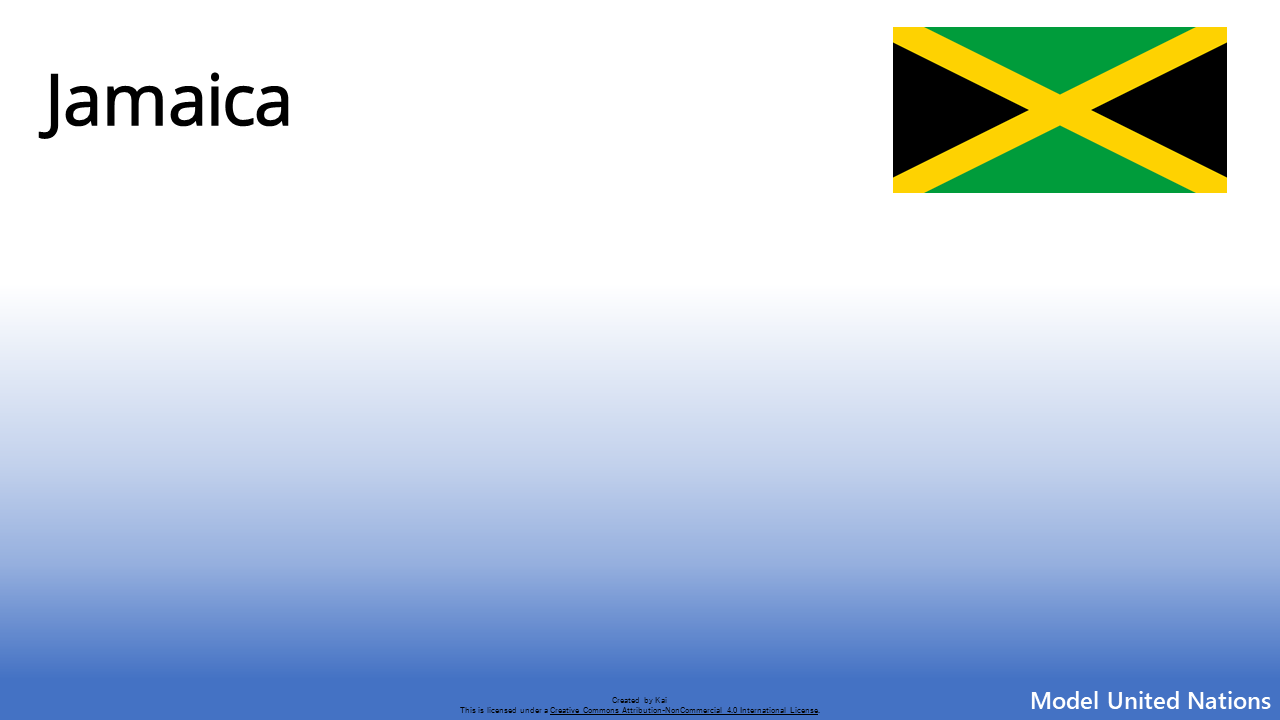 Jamaica
Created by Kai
This is licensed under a Creative Commons Attribution-NonCommercial 4.0 International License.
Model United Nations